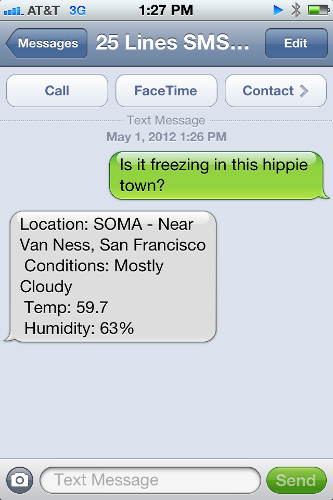 AT&T 3G 1:27 PM
Messages 25 Lines SMS... Edit
Call FaceTime Contact
Text Message
May 1, 2012 1:26 PM
Is it freezing in this hippie
town?
Location: SOMA - Near
Van Ness, San Francisco
Conditions: Mostly
Cloudy
Temp: 59.7
Humidity: 63%
Text Message Send